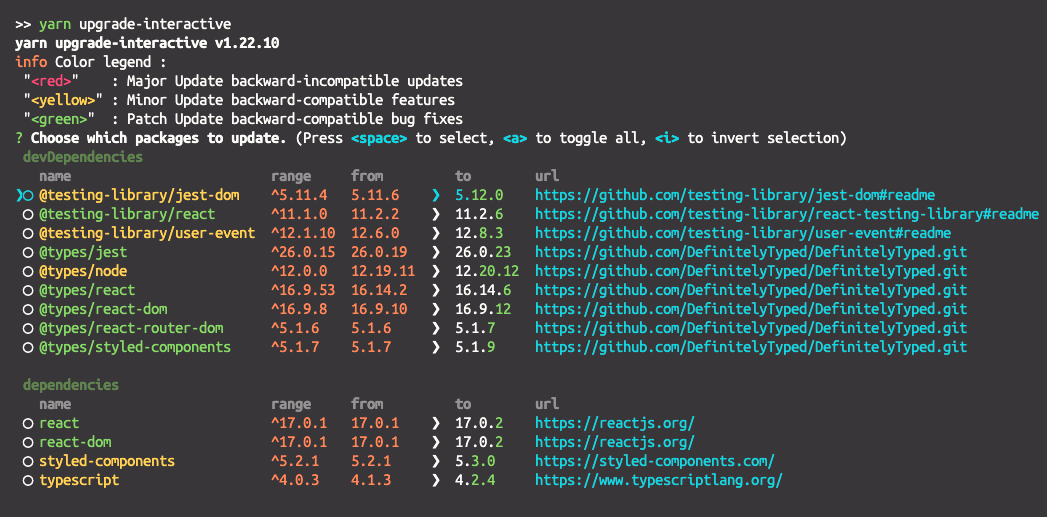 >> yarn upgrade-interactive
yarn upgrade-interactive v1.22.10
info Color legend :
"<red>"    : Major Update backward-incompatible updates
"<yellow>" : Minor Update backward-compatible features
"<green>"  : Patch Update backward-compatible bug fixes
? Choose which packages to update. (Press <space> to select, <a> to toggle all, <i> to invert selection)
devDependencies
name range from to url
❯◯ @testing-library/jest-dom ^5.11.4 5.11.6 ❯ 5.12.0 https://github.com/testing-library/jest-dom#readme
◯ @testing-library/react ^11.1.0 11.2.2 ❯ 11.2.6 https://github.com/testing-library/react-testing-library#readme
◯ @testing-library/user-event ^12.1.10 12.6.0 ❯ 12.8.3 https://github.com/testing-library/user-event#readme
◯ @types/jest ^26.0.15 26.0.19 ❯ 26.0.23 https://github.com/DefinitelyTyped/DefinitelyTyped.git
◯ @types/node ^12.0.0 12.19.11 ❯ 12.20.12 https://github.com/DefinitelyTyped/DefinitelyTyped.git
◯ @types/react ^16.9.53 16.14.2 ❯ 16.14.6 https://github.com/DefinitelyTyped/DefinitelyTyped.git
◯ @types/react-dom ^16.9.8 16.9.10 ❯ 16.9.12 https://github.com/DefinitelyTyped/DefinitelyTyped.git
◯ @types/react-router-dom ^5.1.6 5.1.6 ❯ 5.1.7 https://github.com/DefinitelyTyped/DefinitelyTyped.git
◯ @types/styled-components ^5.1.7 5.1.7 ❯ 5.1.9 https://github.com/DefinitelyTyped/DefinitelyTyped.git
dependencies
name range from to url
◯ react ^17.0.1 17.0.1 ❯ 17.0.2 https://reactjs.org/
◯ react-dom ^17.0.1 17.0.1 ❯ 17.0.2 https://reactjs.org/
◯ styled-components ^5.2.1 5.2.1 ❯ 5.3.0 https://styled-components.com/
◯ typescript ^4.0.3 4.1.3 ❯ 4.2.4 https://www.typescriptlang.org/